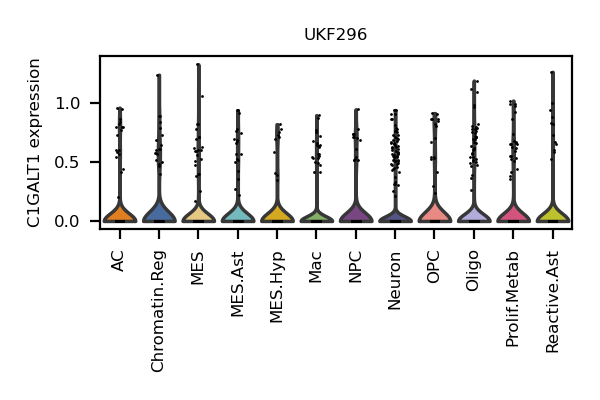 UKF296
C1GALT1 expression
1.0
0.5
0.0
AC
Chromatin.Reg
MES
MES.Ast
MES.Hyp
Mac
NPC
Neuron
OPC
Oligo
Prolif.Metab
Reactive.Ast